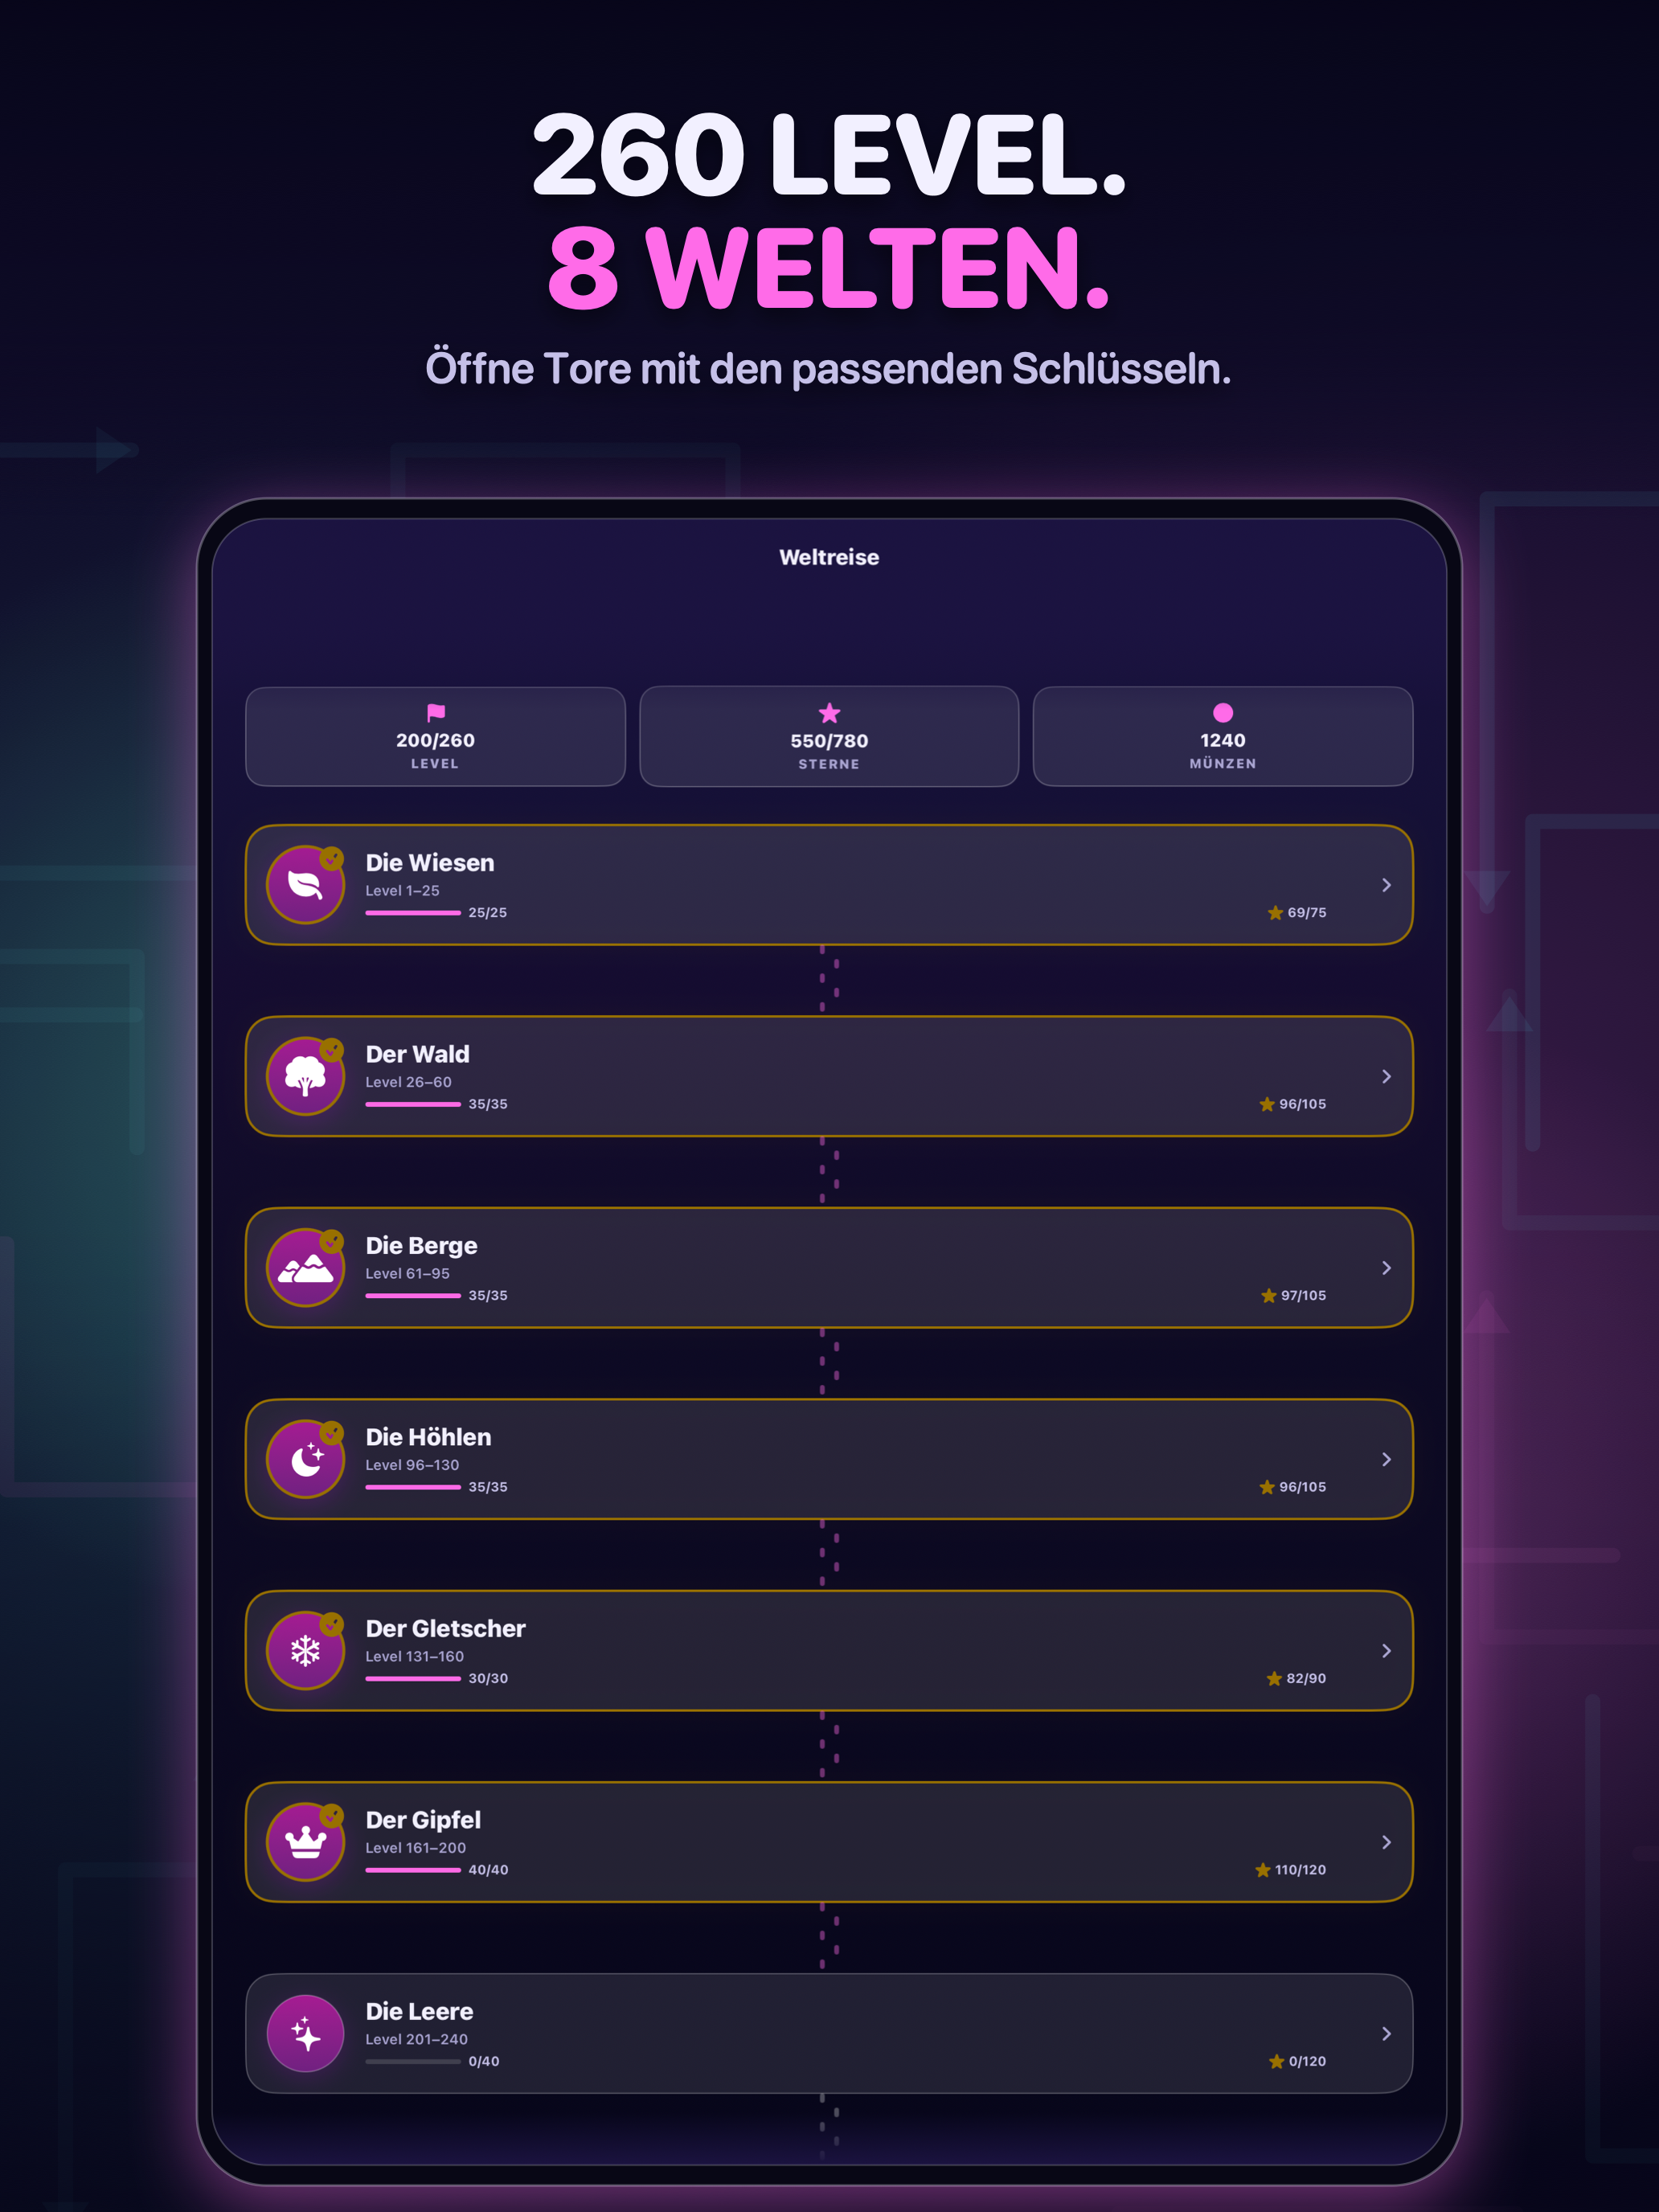 260 LEVEL.
8 WELTEN.
Öffne Tore mit den passenden Schlüsseln.
Weltreise
200/260
LEVEL
550/780
STERNE
1240
MÜNZEN
Die Wiesen
Level 1–25
25/25
69/75
Der Wald
Level 26–60
35/35
96/105
Die Berge
Level 61–95
35/35
97/105
Die Höhlen
Level 96–130
35/35
96/105
Der Gletscher
Level 131–160
30/30
82/90
Der Gipfel
Level 161–200
40/40
110/120
Die Leere
Level 201–240
0/40
0/120